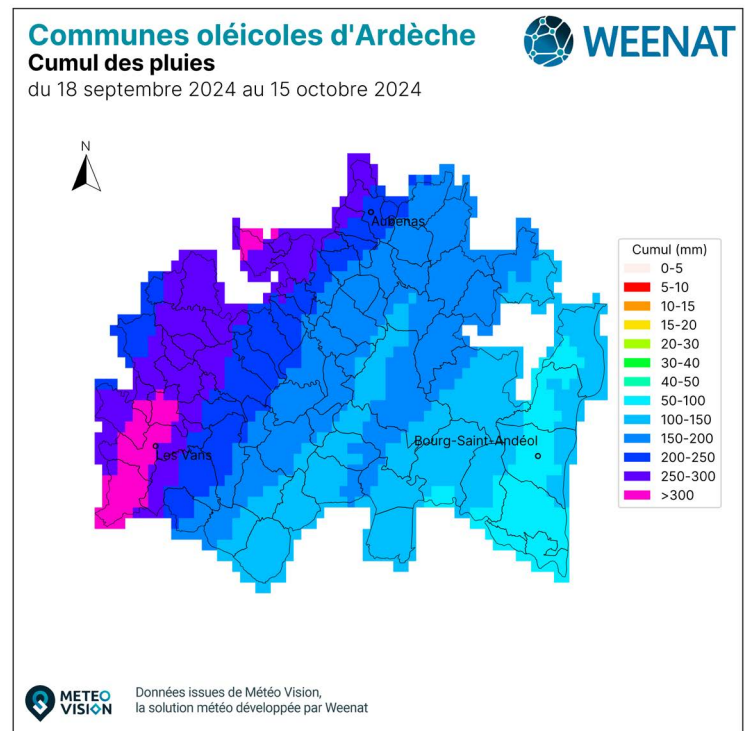 Communes oléicoles d'Ardèche
Cumul des pluies
du 18 septembre 2024 au 15 octobre 2024
WEENAT
N
Aubenas
Les Vans
Bourg-Saint-Andéol
Cumul (mm)
0-5
5-10
10-15
15-20
20-30
30-40
40-50
50-100
100-150
150-200
200-250
250-300
>300
METEO
VISION
Données issues de Météo Vision,
la solution météo développée par Weenat